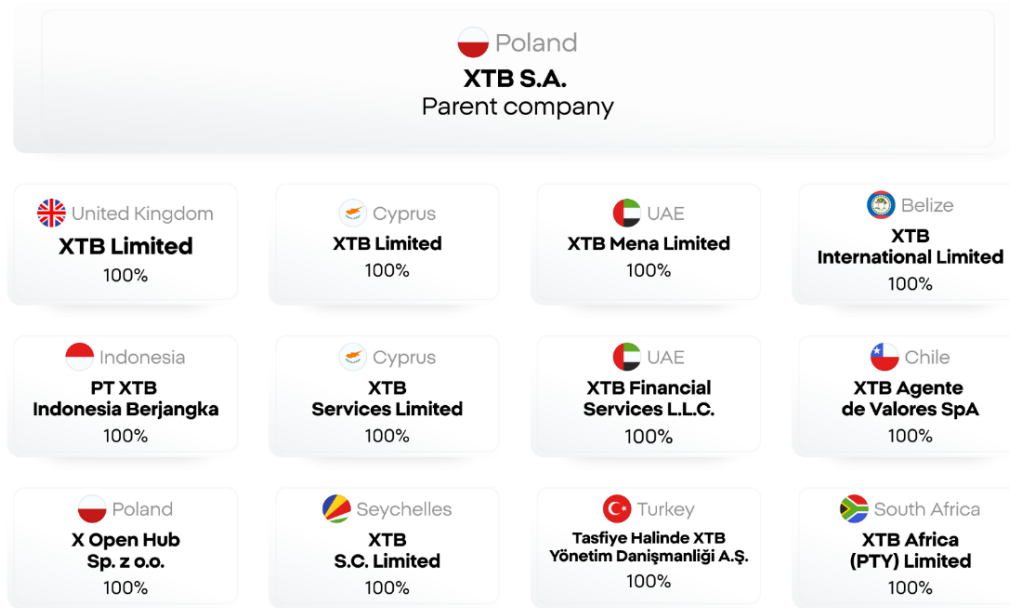 Poland
XTB S.A.
Parent company
United Kingdom
XTB Limited
100%
Cyprus
XTB Limited
100%
UAE
XTB Mena Limited
100%
Belize
XTB
International Limited
100%
Indonesia
PT XTB
Indonesia Berjangka
100%
Cyprus
XTB
Services Limited
100%
UAE
XTB Financial
Services L.L.C.
100%
Chile
XTB Agente
de Valores SpA
100%
Poland
X Open Hub
Sp. z o.o.
100%
Seychelles
XTB
S.C. Limited
100%
Turkey
Tasfiye Halinde XTB
Yönetim Danişmanliği A.Ş.
100%
South Africa
XTB Africa
(PTY) Limited
100%